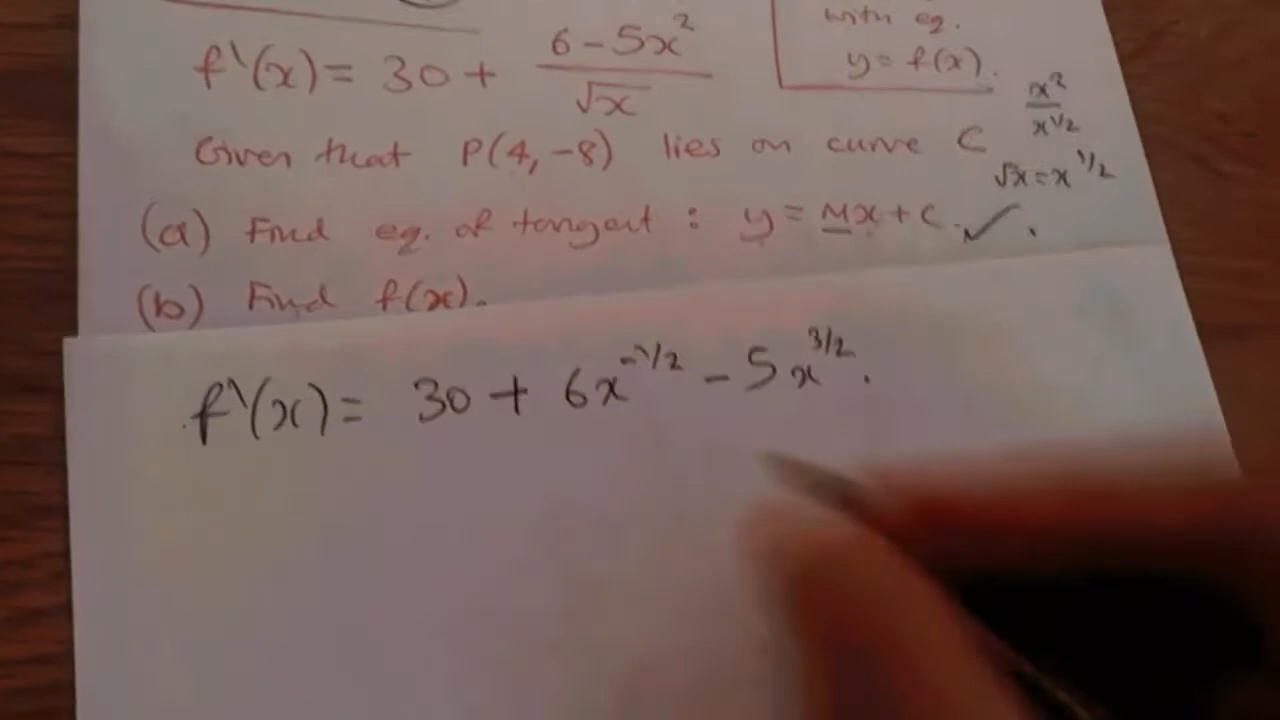 with eq.
y = f(x).
f'(x) = 30 + (6 - 5x²)/√x
x²/x^1/2
Given that P(4, -8) lies on curve C
√x = x^1/2
(a) Find eq. of tangent : y = Mx + C ✓.
(b) Find f(x).
f'(x) = 30 + 6x^-1/2 - 5x^3/2.